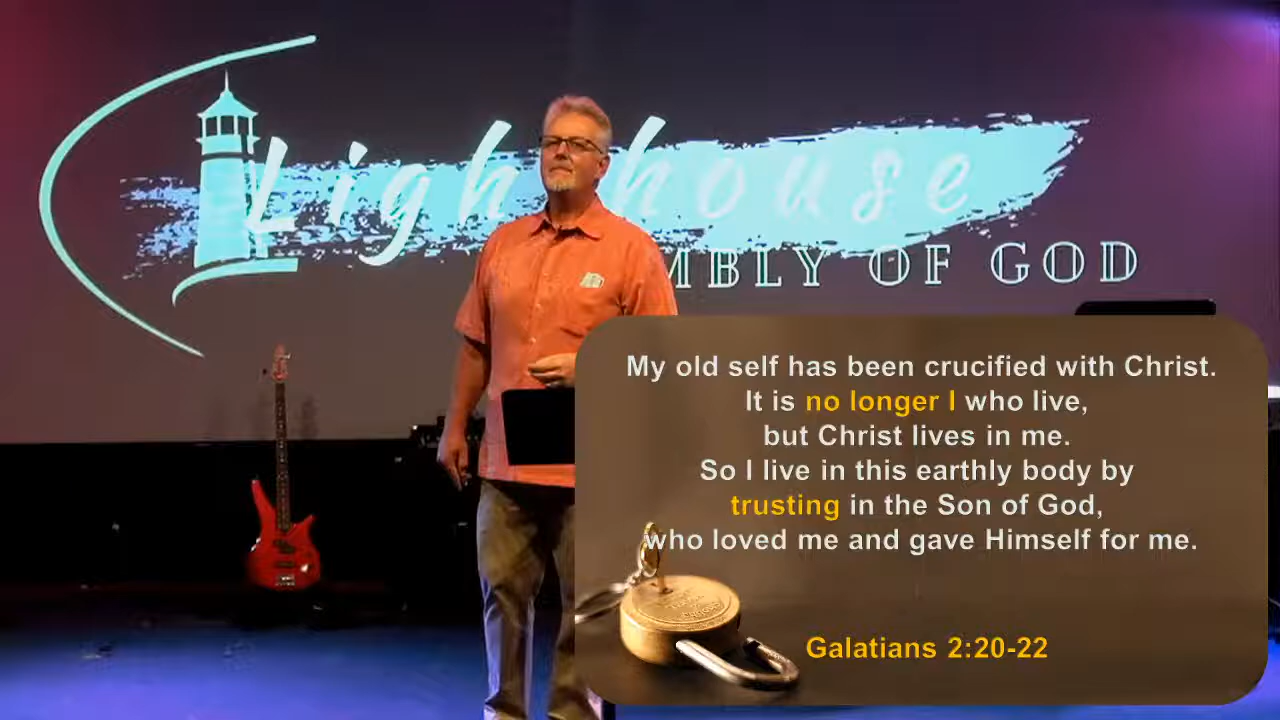 Lighhouse
MBLY OF GOD
My old self has been crucified with Christ.
It is no longer I who live,
but Christ lives in me.
So I live in this earthly body by
trusting in the Son of God,
who loved me and gave Himself for me.
Galatians 2:20-22